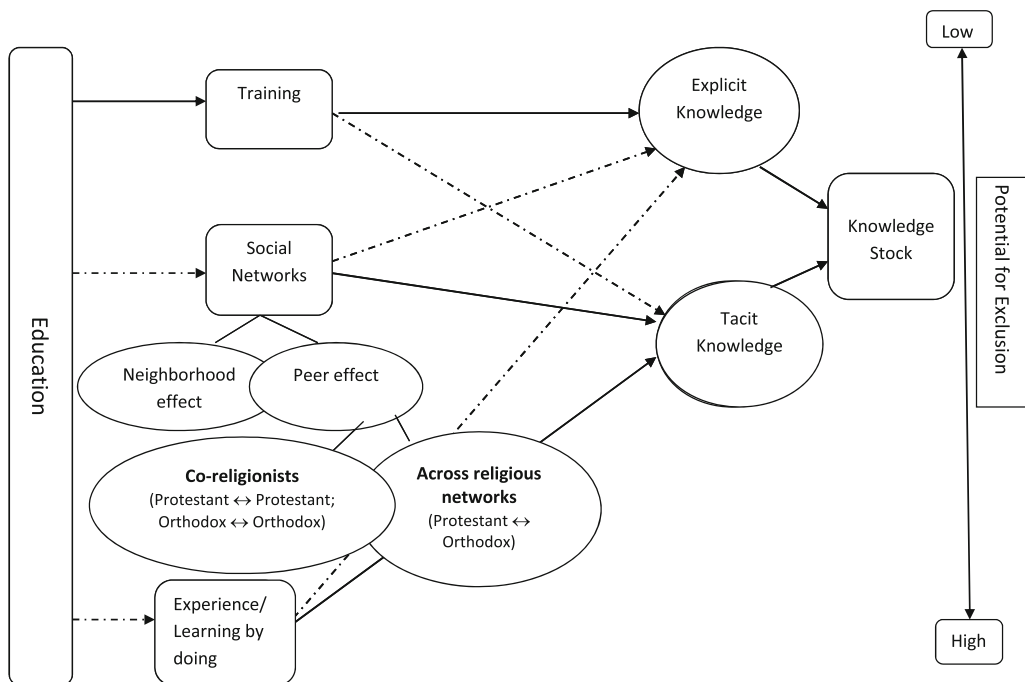 Education
Training
Social
Networks
Neighborhood
effect
Peer effect
Co-religionists
(Protestant ↔ Protestant;
Orthodox ↔ Orthodox)
Across religious
networks
(Protestant ↔
Orthodox)
Experience/
Learning by
doing
Explicit
Knowledge
Tacit
Knowledge
Knowledge
Stock
Low
Potential for Exclusion
High